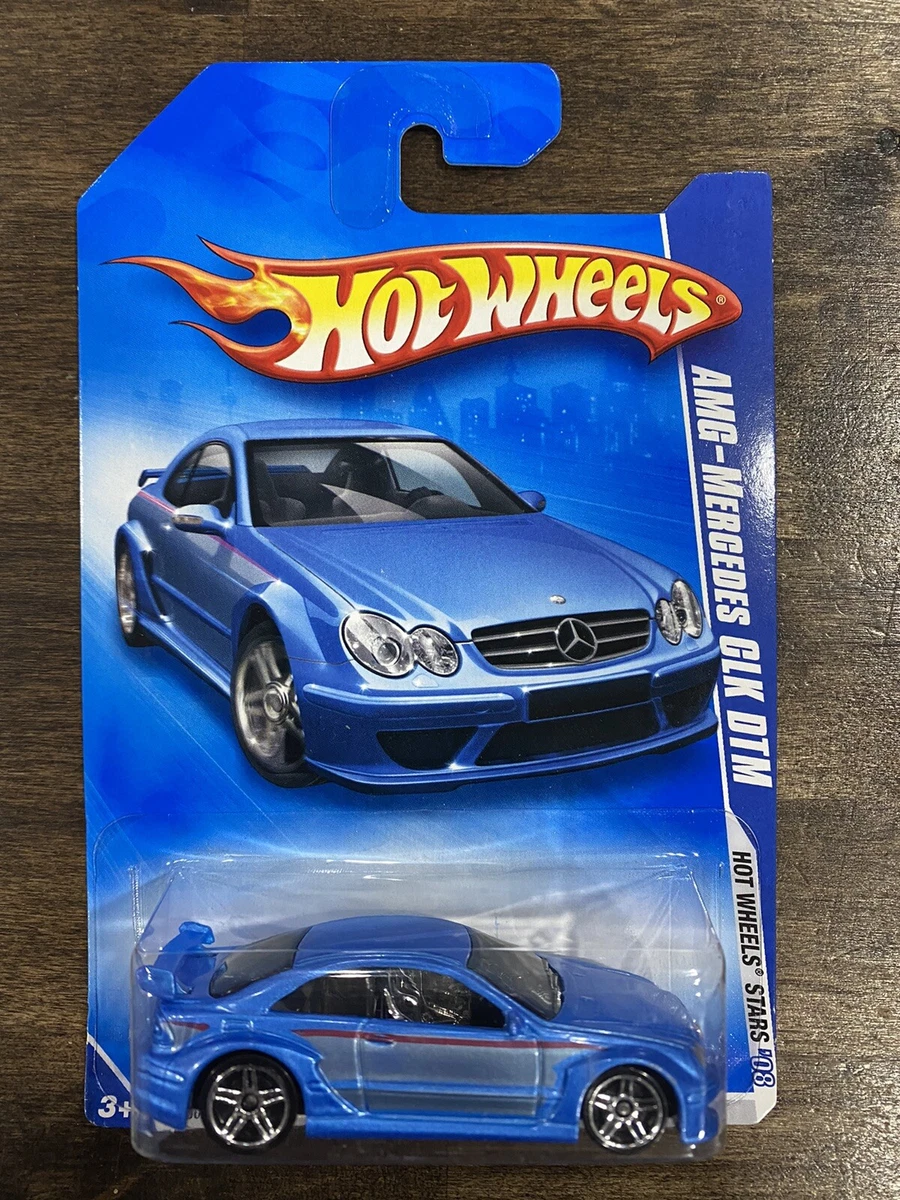 HOT WHEELS®
AMG-MERCEDES CLK DTM
HOT WHEELS® STARS '08
3+